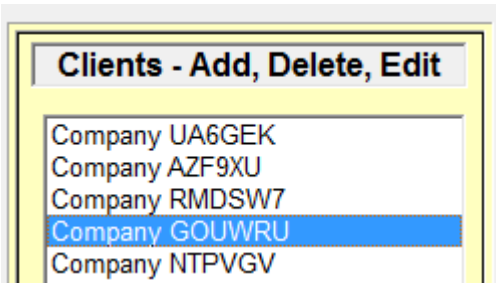 Clients - Add, Delete, Edit
Company UA6GEK
Company AZF9XU
Company RMDSW7
Company GOUWRU
Company NTPVGV